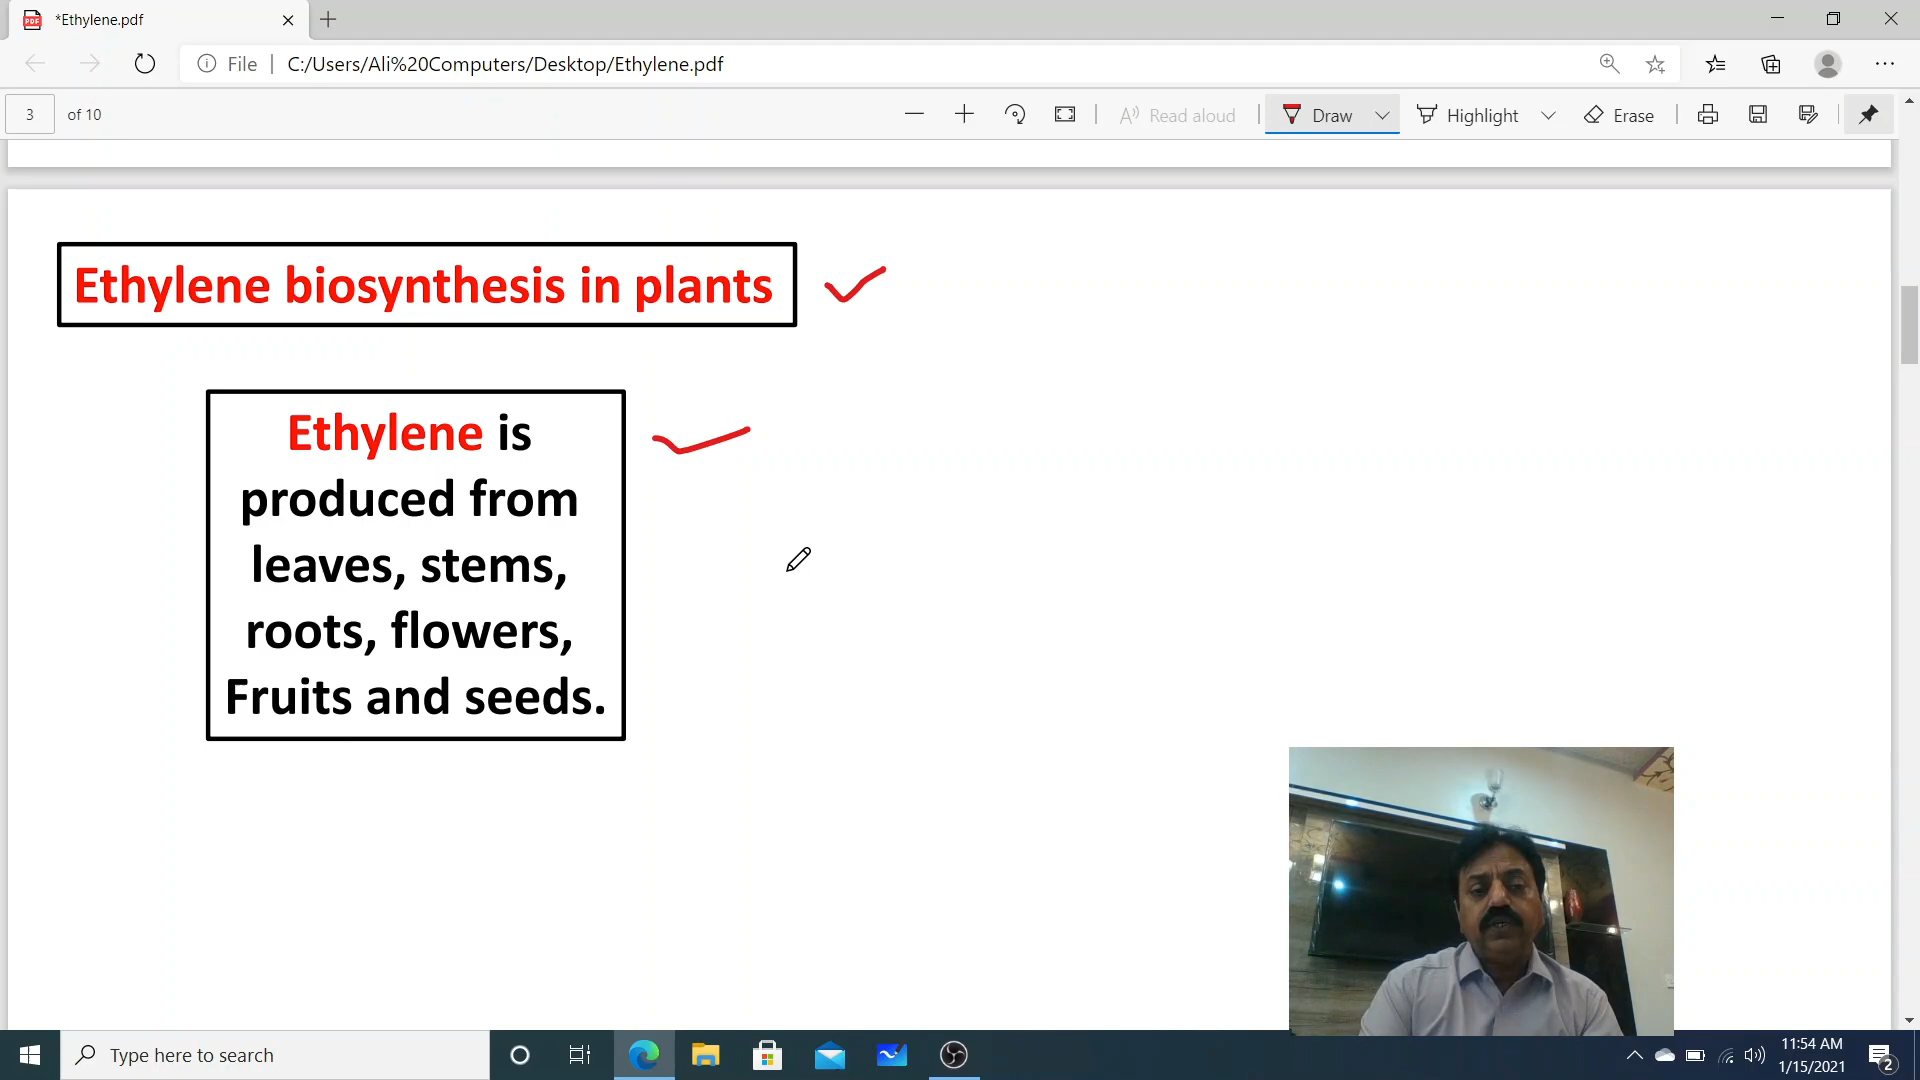 *Ethylene.pdf
File
C:/Users/Ali%20Computers/Desktop/Ethylene.pdf
3 of 10
Read aloud
Draw
Highlight
Erase
Ethylene biosynthesis in plants
Ethylene is
produced from
leaves, stems,
roots, flowers,
Fruits and seeds.
Type here to search
11:54 AM
1/15/2021
2